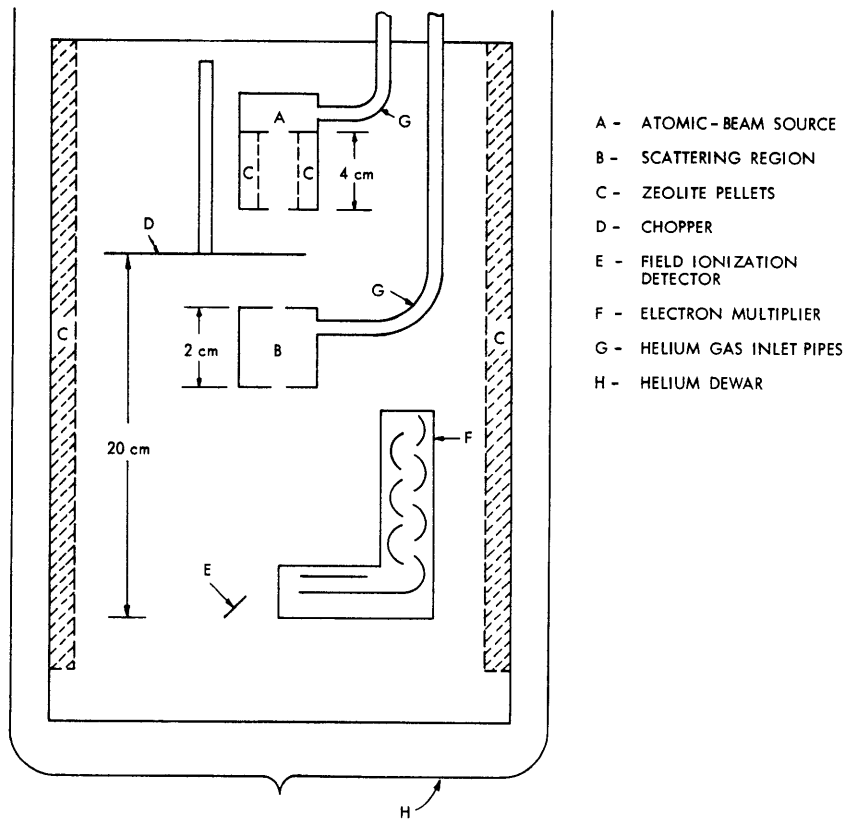 A
G
C
C
4 cm
D
G
C
2 cm
B
C
F
20 cm
E
H
A - ATOMIC-BEAM SOURCE
B - SCATTERING REGION
C - ZEOLITE PELLETS
D - CHOPPER
E - FIELD IONIZATION
DETECTOR
F - ELECTRON MULTIPLIER
G - HELIUM GAS INLET PIPES
H - HELIUM DEWAR